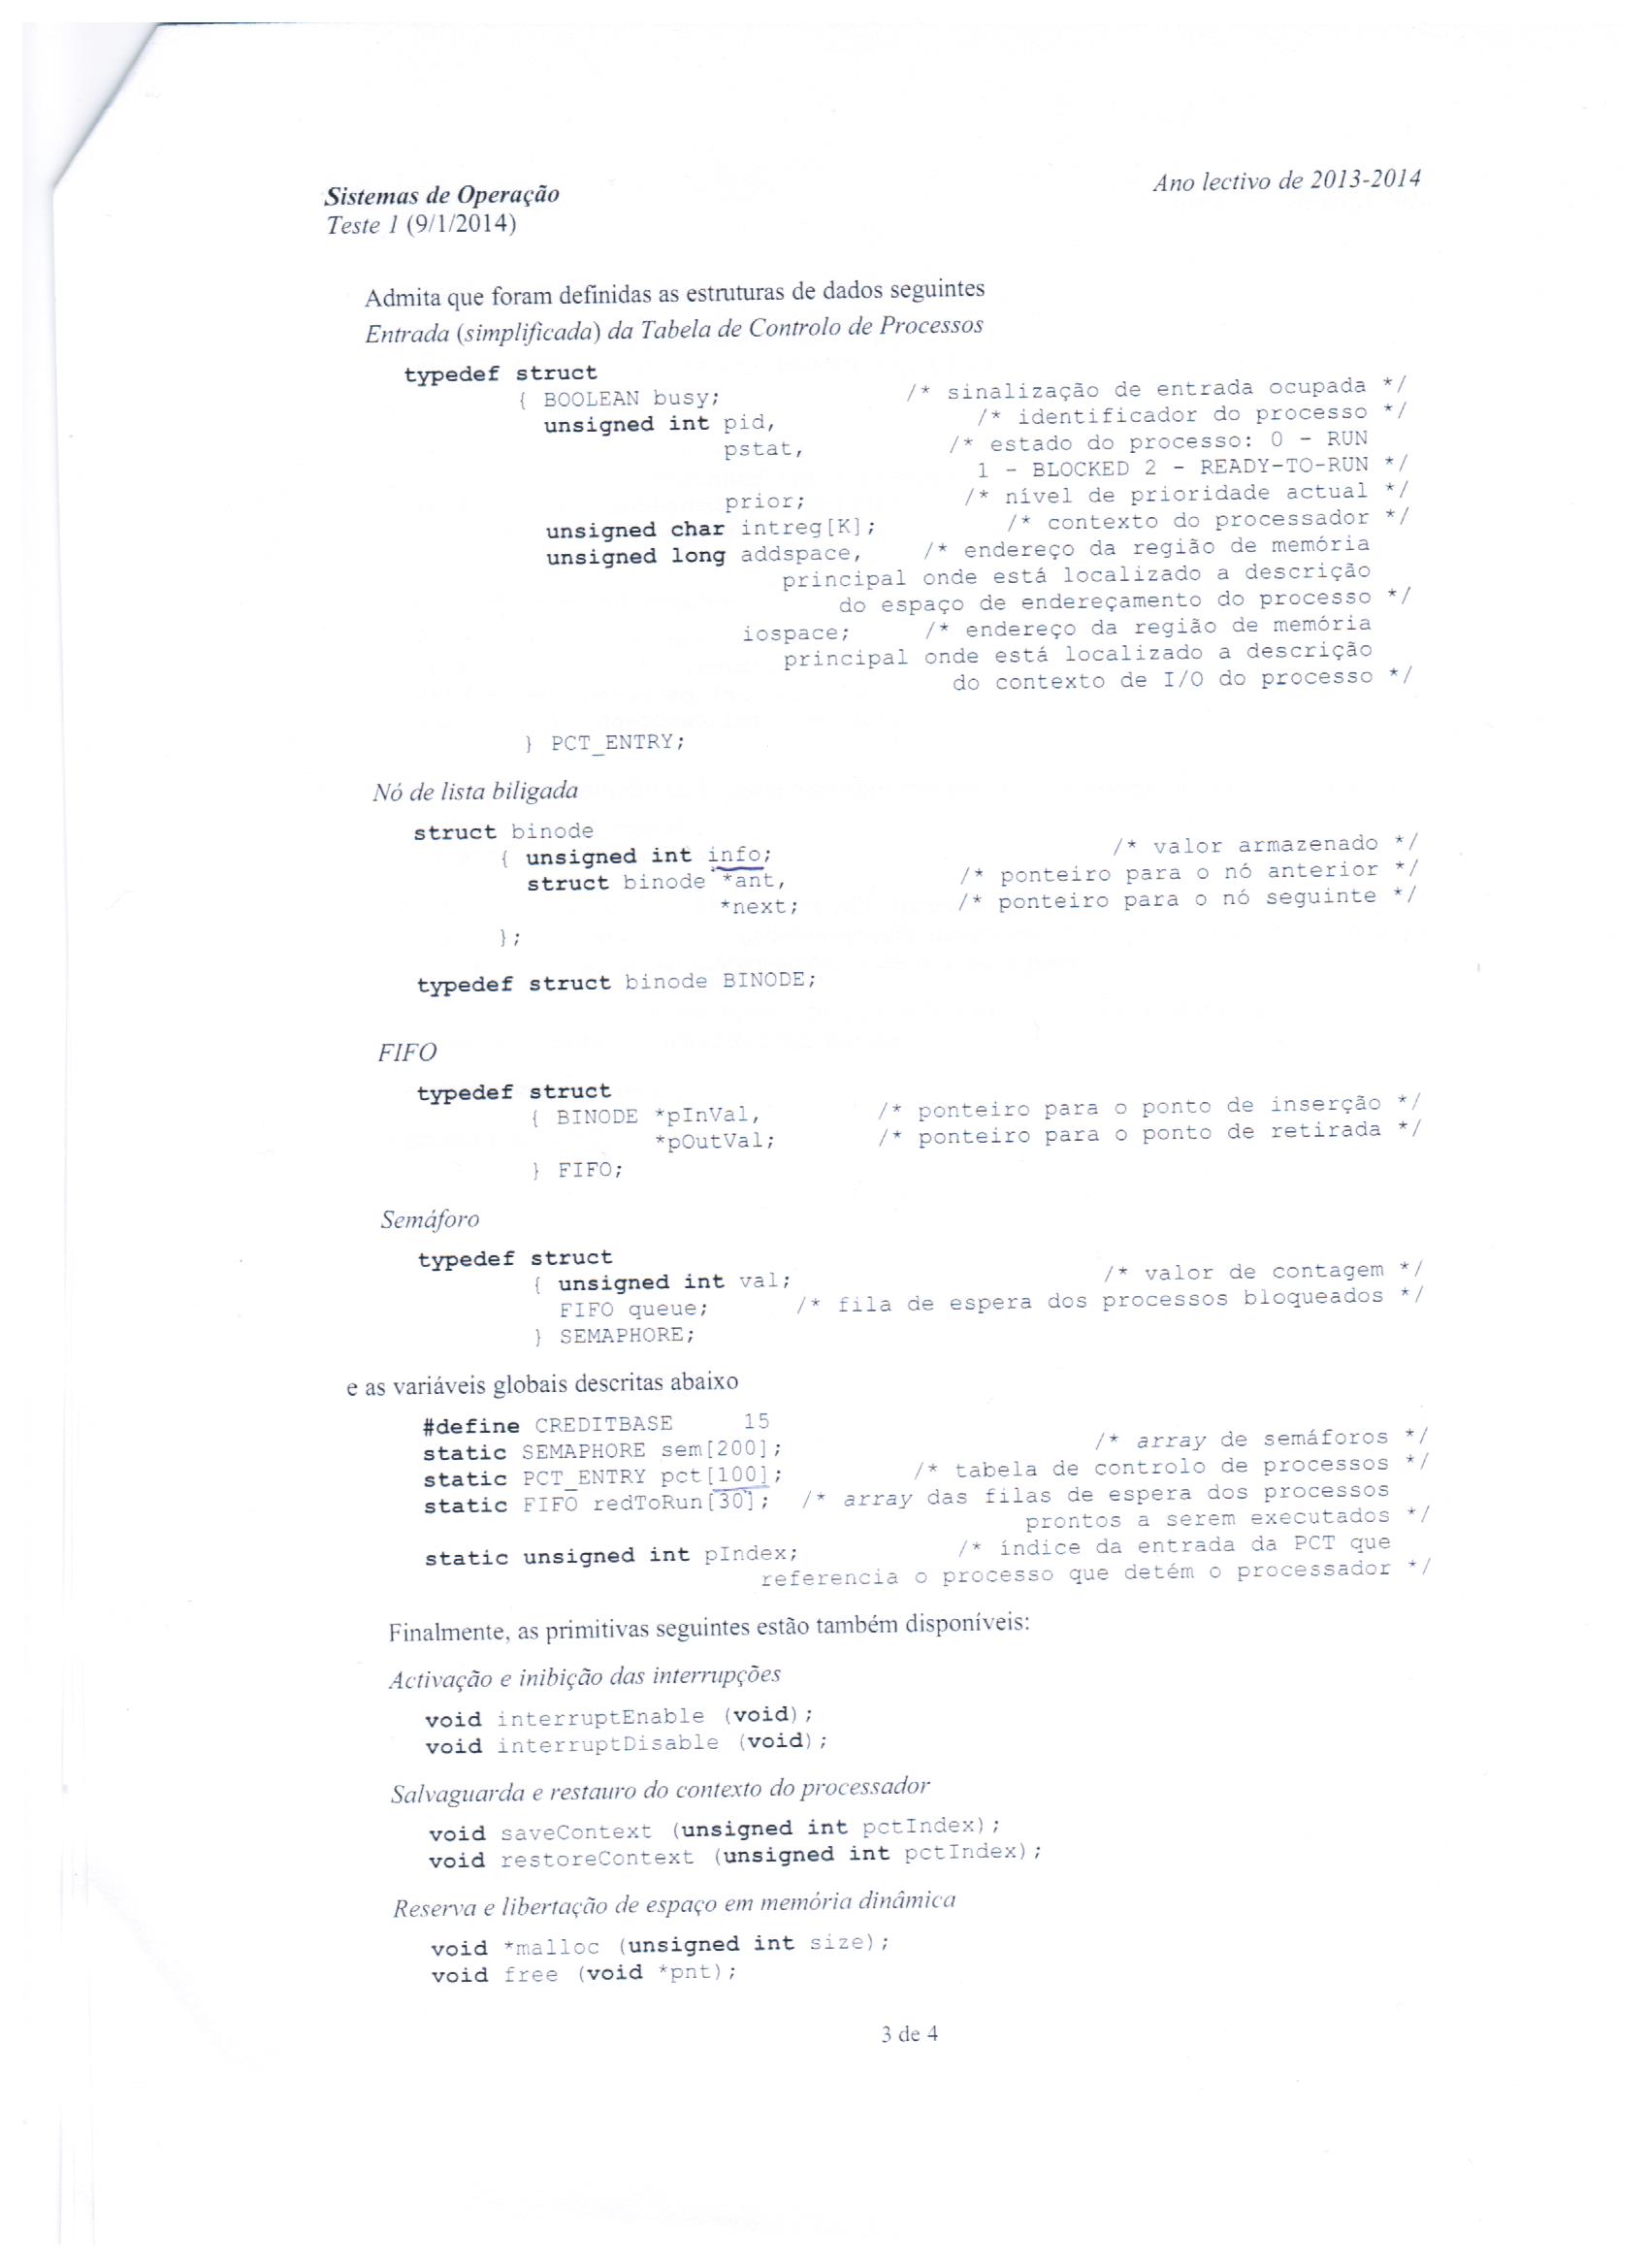 Sistemas de Operação
Ano lectivo de 2013-2014
Teste 1 (9/1/2014)
Admita que foram definidas as estruturas de dados seguintes
Entrada (simplificada) da Tabela de Controlo de Processos
typedef struct
{ BOOLEAN busy; /* sinalização de entrada ocupada */
unsigned int pid, /* identificador do processo */
pstat, /* estado do processo: 0 - RUN
1 - BLOCKED 2 - READY-TO-RUN */
prior; /* nível de prioridade actual */
unsigned char intreg[K]; /* contexto do processador */
unsigned long addspace, /* endereço da região de memória
principal onde está localizado a descrição
do espaço de endereçamento do processo */
iospace; /* endereço da região de memória
principal onde está localizado a descrição
do contexto de I/O do processo */
} PCT_ENTRY;
Nó de lista biligada
struct binode
{ unsigned int info; /* valor armazenado */
struct binode *ant, /* ponteiro para o nó anterior */
*next; /* ponteiro para o nó seguinte */
};
typedef struct binode BINODE;
FIFO
typedef struct
{ BINODE *pInVal, /* ponteiro para o ponto de inserção */
*pOutVal; /* ponteiro para o ponto de retirada */
} FIFO;
Semáforo
typedef struct
{ unsigned int val; /* valor de contagem */
FIFO queue; /* fila de espera dos processos bloqueados */
} SEMAPHORE;
e as variáveis globais descritas abaixo
#define CREDITBASE 15
static SEMAPHORE sem[200]; /* array de semáforos */
static PCT_ENTRY pct[100]; /* tabela de controlo de processos */
static FIFO redToRun[30]; /* array das filas de espera dos processos
prontos a serem executados */
static unsigned int pIndex; /* índice da entrada da PCT que
referencia o processo que detém o processador */
Finalmente, as primitivas seguintes estão também disponíveis:
Activação e inibição das interrupções
void interruptEnable (void);
void interruptDisable (void);
Salvaguarda e restauro do contexto do processador
void saveContext (unsigned int pctIndex);
void restoreContext (unsigned int pctIndex);
Reserva e libertação de espaço em memória dinâmica
void *malloc (unsigned int size);
void free (void *pnt);
3 de 4